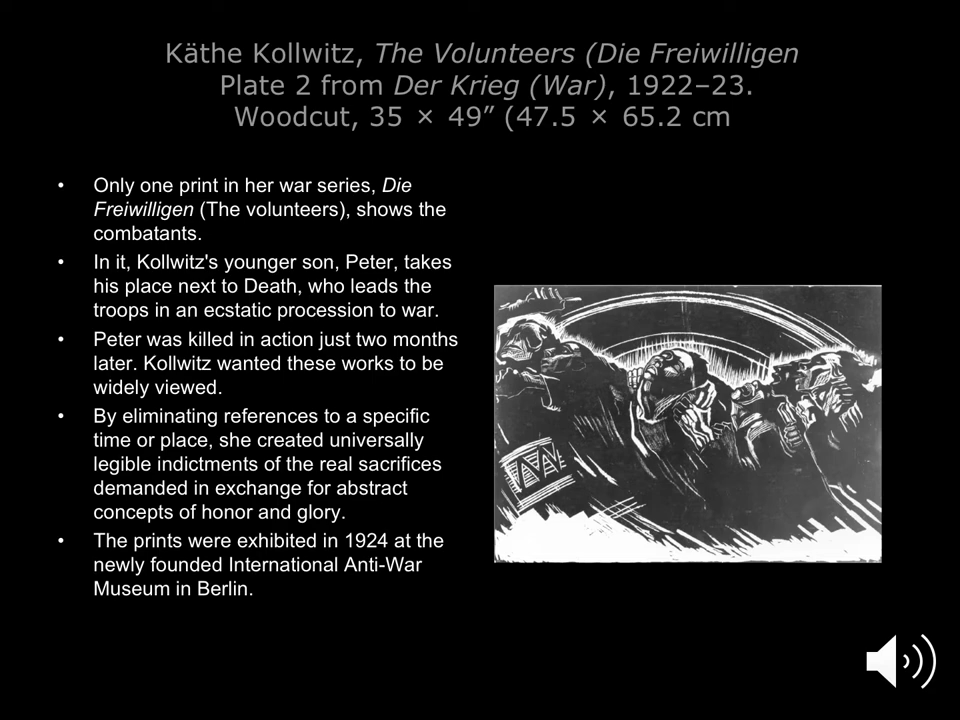 Käthe Kollwitz, The Volunteers (Die Freiwilligen
Plate 2 from Der Krieg (War), 1922–23.
Woodcut, 35 × 49” (47.5 × 65.2 cm
• Only one print in her war series, Die
Freiwilligen (The volunteers), shows the
combatants.
• In it, Kollwitz's younger son, Peter, takes
his place next to Death, who leads the
troops in an ecstatic procession to war.
• Peter was killed in action just two months
later. Kollwitz wanted these works to be
widely viewed.
• By eliminating references to a specific
time or place, she created universally
legible indictments of the real sacrifices
demanded in exchange for abstract
concepts of honor and glory.
• The prints were exhibited in 1924 at the
newly founded International Anti-War
Museum in Berlin.